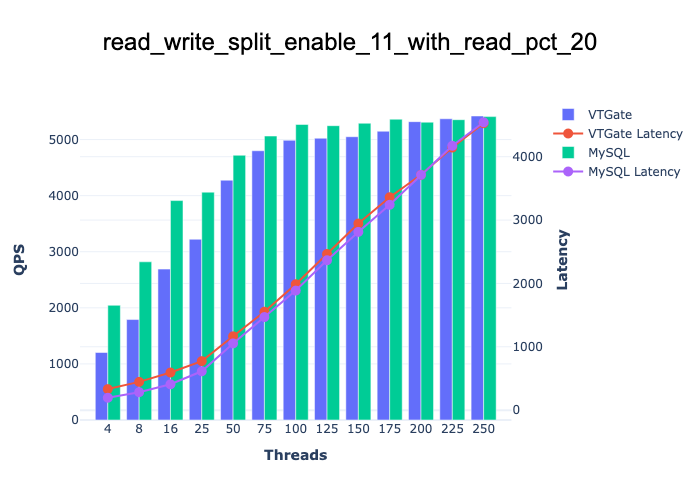 read_write_split_enable_11_with_read_pct_20
VTGate
VTGate Latency
MySQL
MySQL Latency
QPS
5000
4000
3000
2000
1000
0
Latency
4000
3000
2000
1000
0
4 8 16 25 50 75 100 125 150 175 200 225 250
Threads